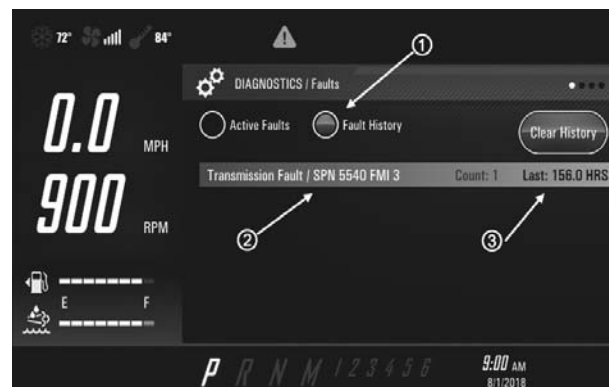 72° 84°
①
DIAGNOSTICS / Faults
Active Faults Fault History Clear History
0.0 MPH
Transmission Fault / SPN 5540 FMI 3 Count: 1 Last: 156.0 HRS
900 RPM
② ③
E F
P R N M 1 2 3 4 5 6
9:00 AM
8/1/2018